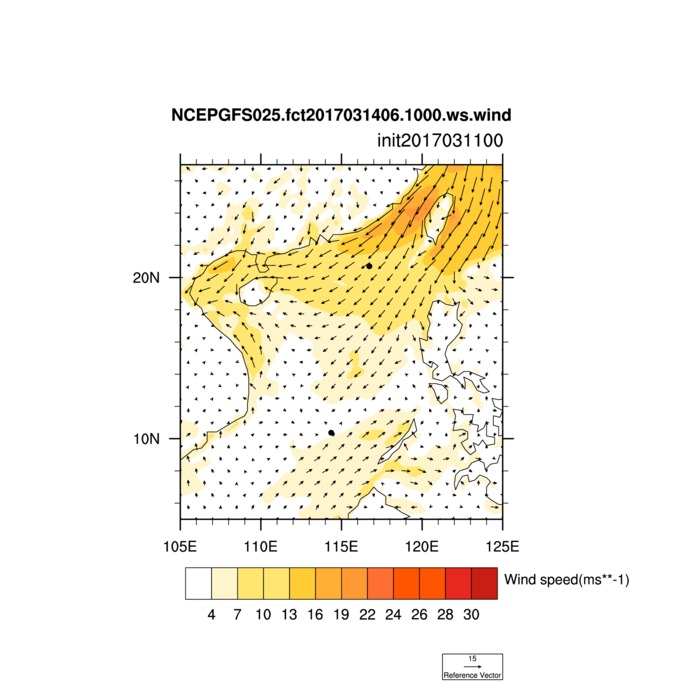 NCEPGFS025.fct2017031406.1000.ws.wind
init2017031100
20N
10N
105E 110E 115E 120E 125E
Wind speed(ms**-1)
4 7 10 13 16 19 22 24 26 28 30
15
Reference Vector